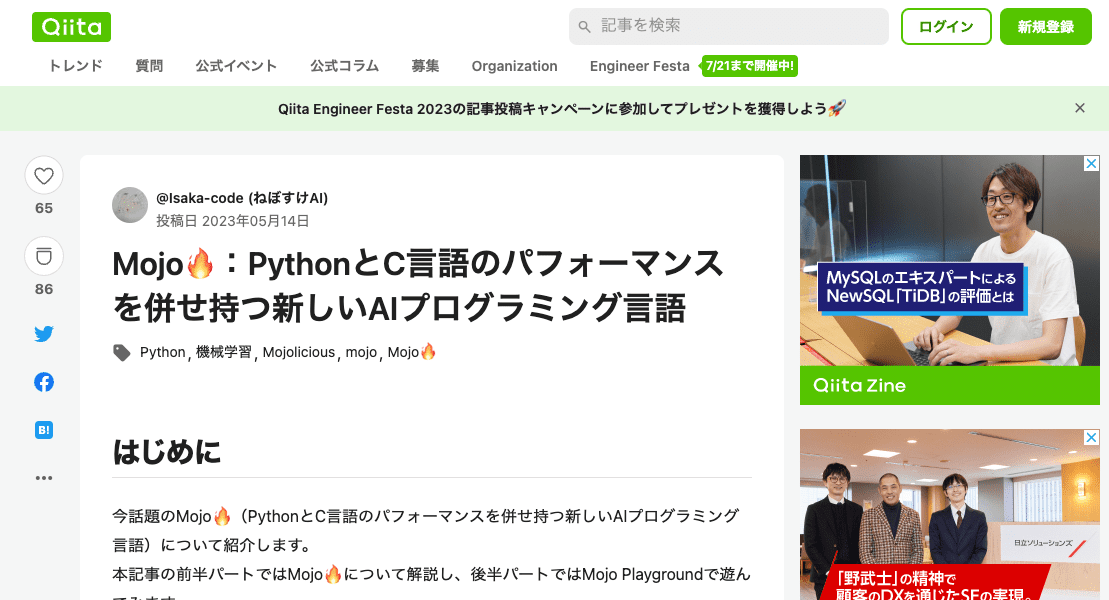 Qiita
記事を検索
ログイン
新規登録
トレンド
質問
公式イベント
公式コラム
募集
Organization
Engineer Festa
7/21まで開催中!
Qiita Engineer Festa 2023の記事投稿キャンペーンに参加してプレゼントを獲得しよう🚀
65
86
B!
@Isaka-code (ねぼすけAI)
投稿日 2023年05月14日
Mojo🔥：PythonとC言語のパフォーマンス
を併せ持つ新しいAIプログラミング言語
Python , 機械学習 , Mojolicious , mojo , Mojo🔥
はじめに
今話題のMojo🔥（PythonとC言語のパフォーマンスを併せ持つ新しいAIプログラミング
言語）について紹介します。
本記事の前半パートではMojo🔥について解説し、後半パートではMojo Playgroundで遊ん
でみます。
MySQLのエキスパートによる
NewSQL「TiDB」の評価とは
Qiita Zine
日立ソリューションズ
「野武士」の精神で
顧客のDXを通じたSEの実現。